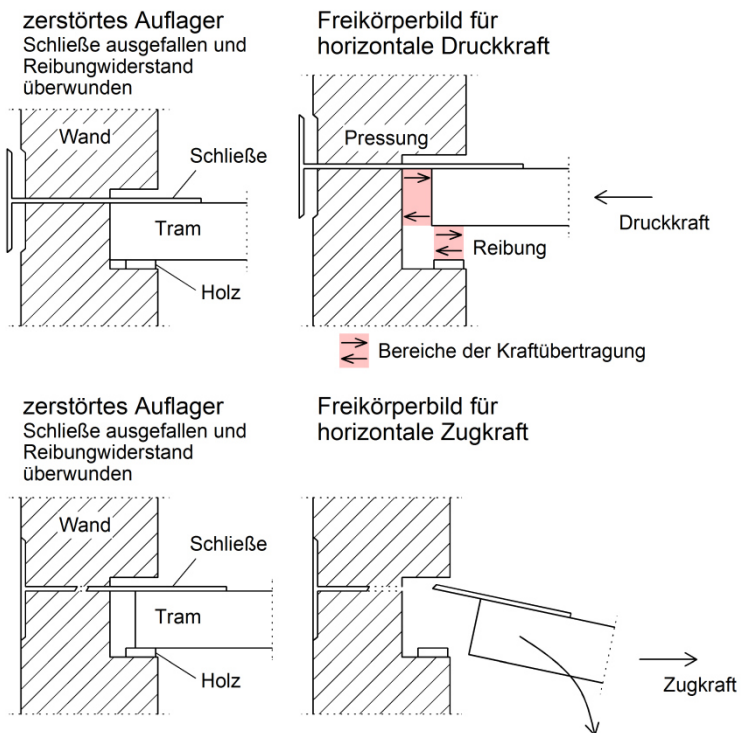 zerstörtes Auflager
Schließe ausgefallen und
Reibungwiderstand
überwunden
Wand
Schließe
Tram
Holz
Freikörperbild für
horizontale Druckkraft
Pressung
Druckkraft
Reibung
Bereiche der Kraftübertragung
zerstörtes Auflager
Schließe ausgefallen und
Reibungwiderstand
überwunden
Wand
Schließe
Tram
Holz
Freikörperbild für
horizontale Zugkraft
Zugkraft